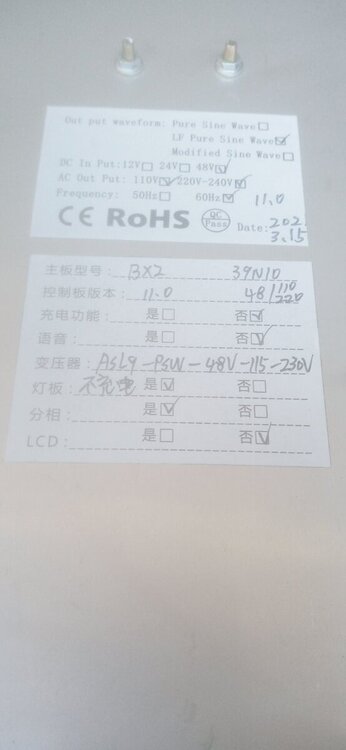 Out put waveform: Pure Sine Wave□
LF Pure Sine Wave☑
Modified Sine Wave□
DC In Put:12V□ 24V□ 48V☑
AC Out Put: 110V☑220V-240V☑
Frequency: 50Hz□ 60Hz☑ 11.0
CE RoHS QC Pass Date: 202
3.15
主板型号: BX2 39N10
控制板版本: 11.0 48/110
220
充电功能: 是□ 否☑
语音: 是□ 否☑
变压器: ASL9-PSW-48V-115-230V
灯板: 不充电 是☑ 否□
分相: 是☑ 否□
LCD: 是□ 否☑